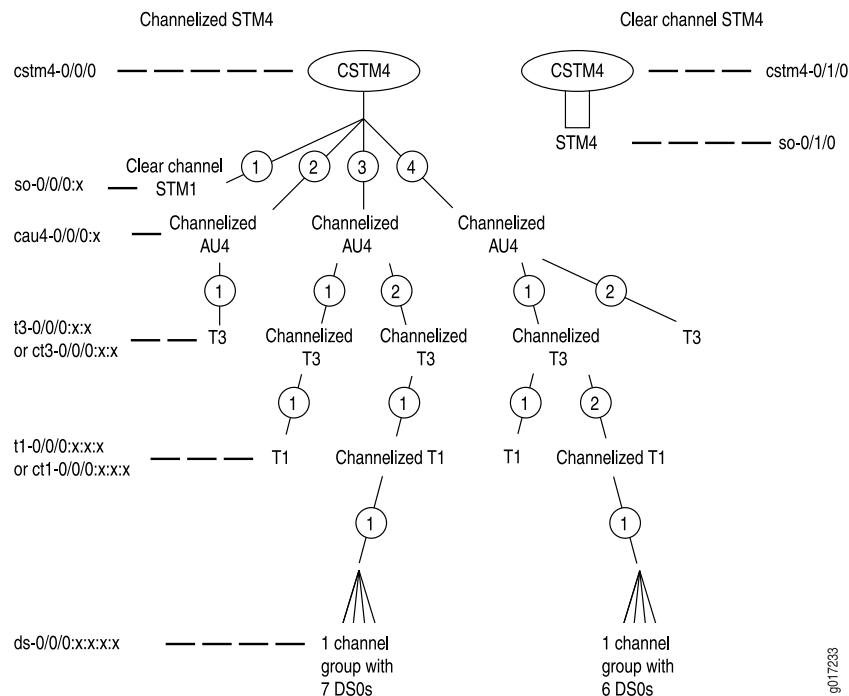 Channelized STM4
Clear channel STM4
cstm4-0/0/0
CSTM4
CSTM4
cstm4-0/1/0
STM4
so-0/1/0
so-0/0/0:x
Clear channel
STM1
1
2
3
4
cau4-0/0/0:x
Channelized
AU4
Channelized
AU4
Channelized
AU4
1
1
2
1
2
t3-0/0/0:x:x
or ct3-0/0/0:x:x
T3
Channelized
T3
Channelized
T3
Channelized
T3
T3
1
1
1
2
t1-0/0/0:x:x:x
or ct1-0/0/0:x:x:x
T1
Channelized T1
T1
Channelized T1
1
1
ds-0/0/0:x:x:x:x
1 channel
group with
7 DS0s
1 channel
group with
6 DS0s
g017233